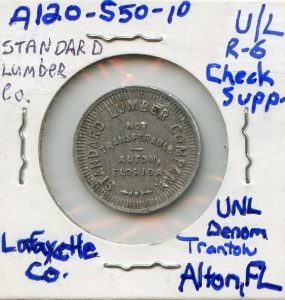 A120-S50-10
STANDARD
LUMBER
Co.
U/L
R-6
Check
Supp.
STANDARD LUMBER COMPANY
NOT
TRANSFERABLE
ALTON,
FLORIDA
Lafayette
Co.
UNL
Denom
Alton, FL